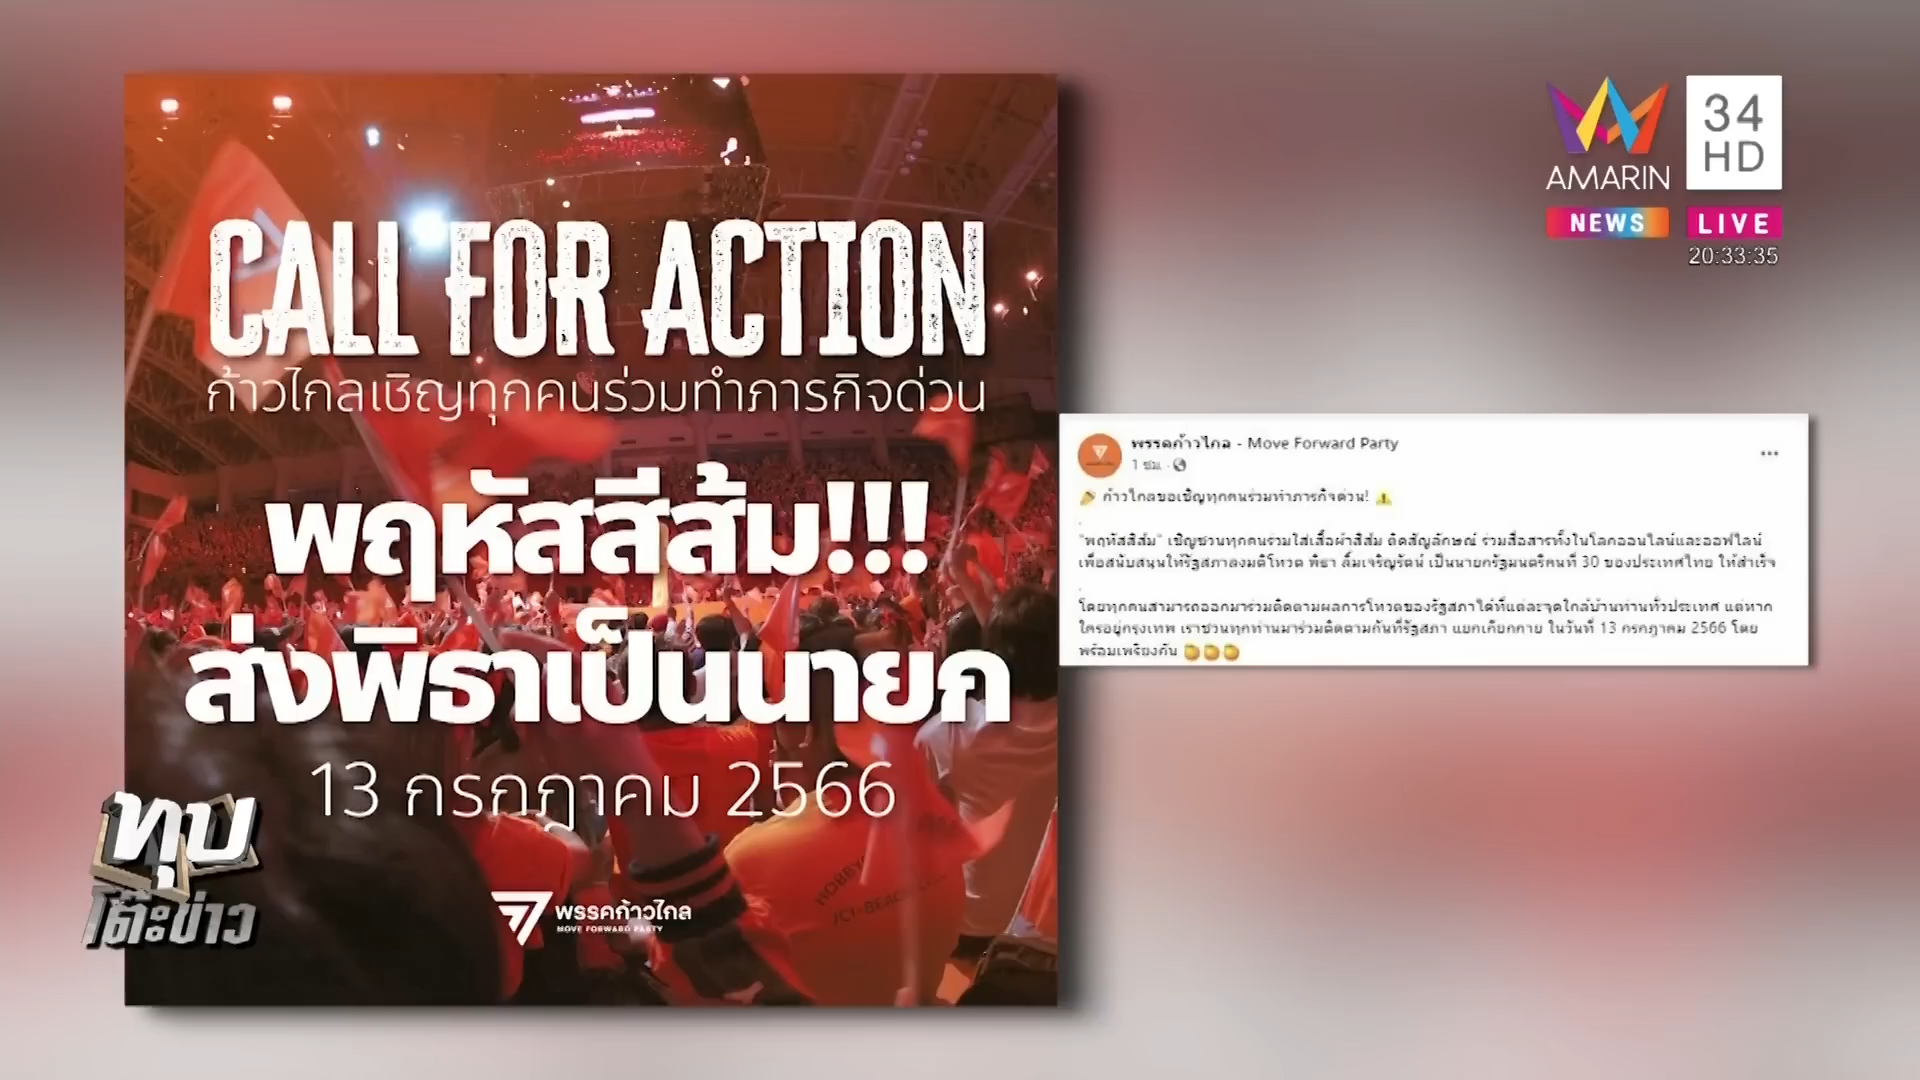 CALL FOR ACTION
ก้าวไกลเชิญทุกคนร่วมทำภารกิจด่วน
พฤหัสสีส้ม!!!
ส่งพิธาเป็นนายก
13 กรกฎาคม 2566
พรรคก้าวไกล
MOVE FORWARD PARTY
ทุบ
โต๊ะข่าว
AMARIN
34
HD
NEWS
LIVE
20:33:35
พรรคก้าวไกล - Move Forward Party
1 ชม.
ก้าวไกลขอเชิญทุกคนร่วมทำภารกิจด่วน!
"พฤหัสสีส้ม" เชิญชวนทุกคนร่วมใส่เสื้อผ้าสีส้ม ติดสัญลักษณ์ ร่วมสื่อสารทั้งในโลกออนไลน์และออฟไลน์
เพื่อสนับสนุนให้รัฐสภาลงมติโหวต พิธา ลิ้มเจริญรัตน์ เป็นนายกรัฐมนตรีคนที่ 30 ของประเทศไทย ให้สำเร็จ
โดยทุกคนสามารถออกมาร่วมติดตามผลการโหวตของรัฐสภาได้ที่แต่ละจุดใกล้บ้านท่านทั่วประเทศ แต่หาก
ใครอยู่กรุงเทพ เราชวนทุกท่านมาร่วมติดตามกันที่รัฐสภา แยกเกียกกาย ในวันที่ 13 กรกฎาคม 2566 โดย
พร้อมเพรียงกัน